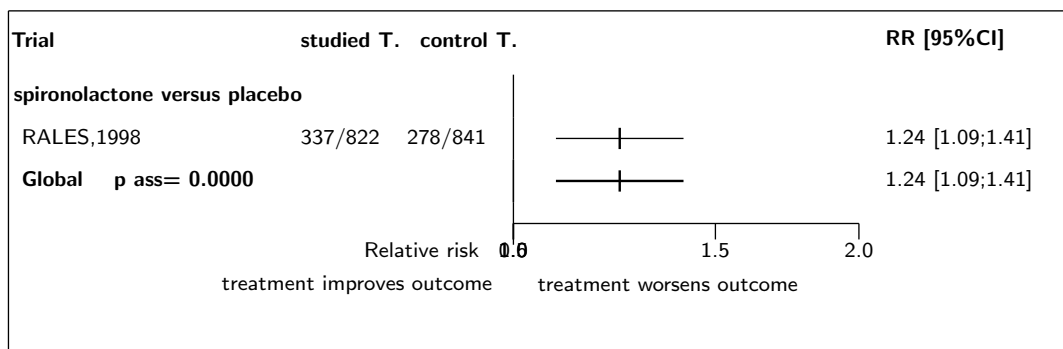 Trial studied T. control T. RR [95%CI]
spironolactone versus placebo
RALES,1998 337/822 278/841 1.24 [1.09;1.41]
Global p ass= 0.0000 1.24 [1.09;1.41]
Relative risk 1.5 2.0
treatment improves outcome treatment worsens outcome